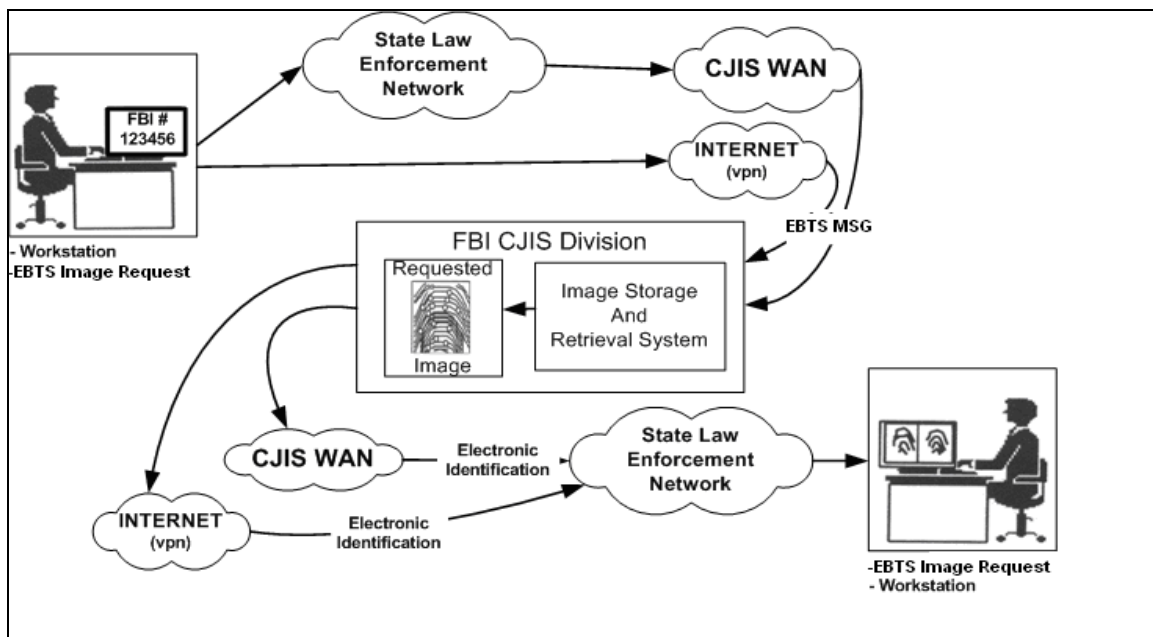 State Law
Enforcement
Network
CJIS WAN
FBI #
123456
INTERNET
(vpn)
- Workstation
-EBTS Image Request
EBTS MSG
FBI CJIS Division
Requested
Image
Image Storage
And
Retrieval System
CJIS WAN
Electronic
Identification
State Law
Enforcement
Network
INTERNET
(vpn)
Electronic
Identification
-EBTS Image Request
- Workstation